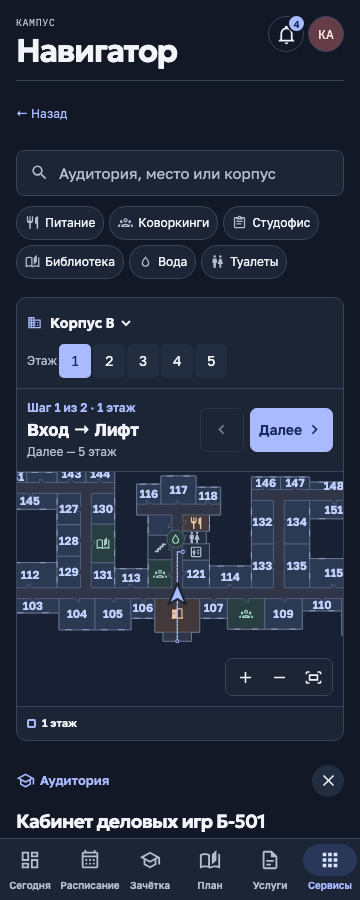 КАМПУС
Навигатор
4
КА
← Назад
Аудитория, место или корпус
Питание
Коворкинги
Студофис
Библиотека
Вода
Туалеты
Корпус В
Этаж 1 2 3 4 5
Шаг 1 из 2 · 1 этаж
Вход → Лифт
Далее — 5 этаж
Далее
143 144
146 147 148
116 117 118
145
127 130
132 134
151
128
112 129 131 113
121 114
133 135 115
103 104 105 106
107 109 110
1 этаж
Аудитория
Кабинет деловых игр Б-501
Сегодня
Расписание
Зачётка
План
Услуги
Сервисы